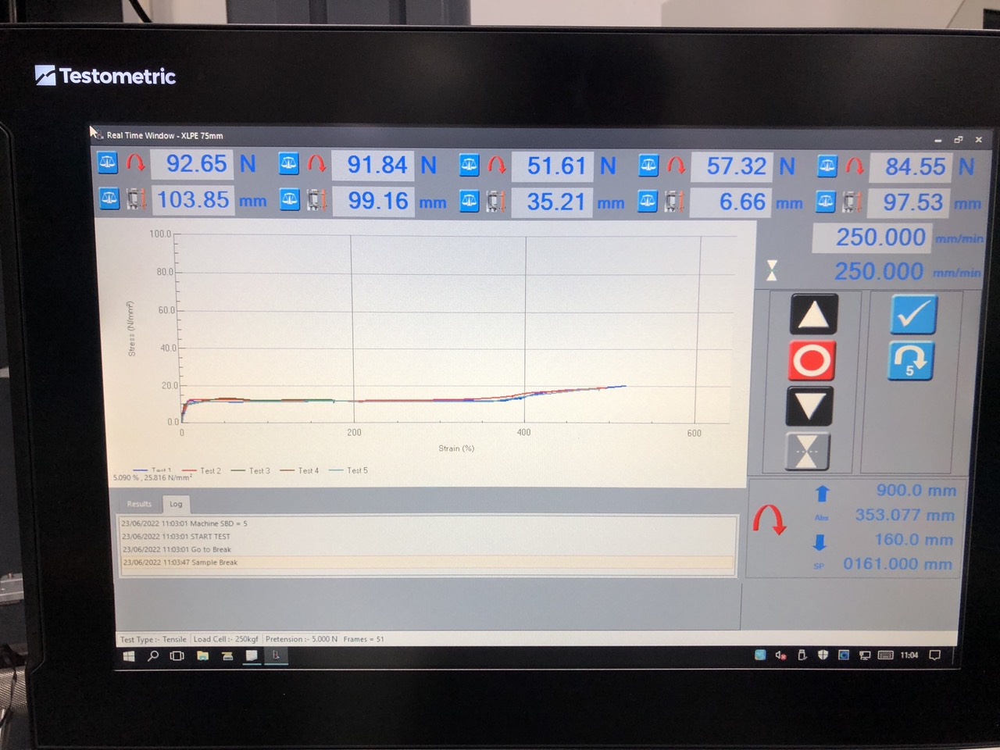 Testometric
Real Time Window - XLPE 75mm
92.65 N 91.84 N 51.61 N 57.32 N 84.55 N
103.85 mm 99.16 mm 35.21 mm 6.66 mm 97.53 mm
250.000 mm/min
250.000 mm/min
100.0
80.0
60.0
40.0
20.0
0.0
Stress (N/mm²)
0 200 400 600
Strain (%)
Test 1 Test 2 Test 3 Test 4 Test 5
5.090 % , 25.816 N/mm²
5
Results Log
23/06/2022 11:03:01 Machine SBD = 5
23/06/2022 11:03:01 START TEST
23/06/2022 11:03:01 Go to Break
23/06/2022 11:03:47 Sample Break
900.0 mm
Abs 353.077 mm
160.0 mm
SP 0161.000 mm
Test Type :- Tensile Load Cell :- 250kgf Pretension :- 5.000 N Frames = 51
11:04